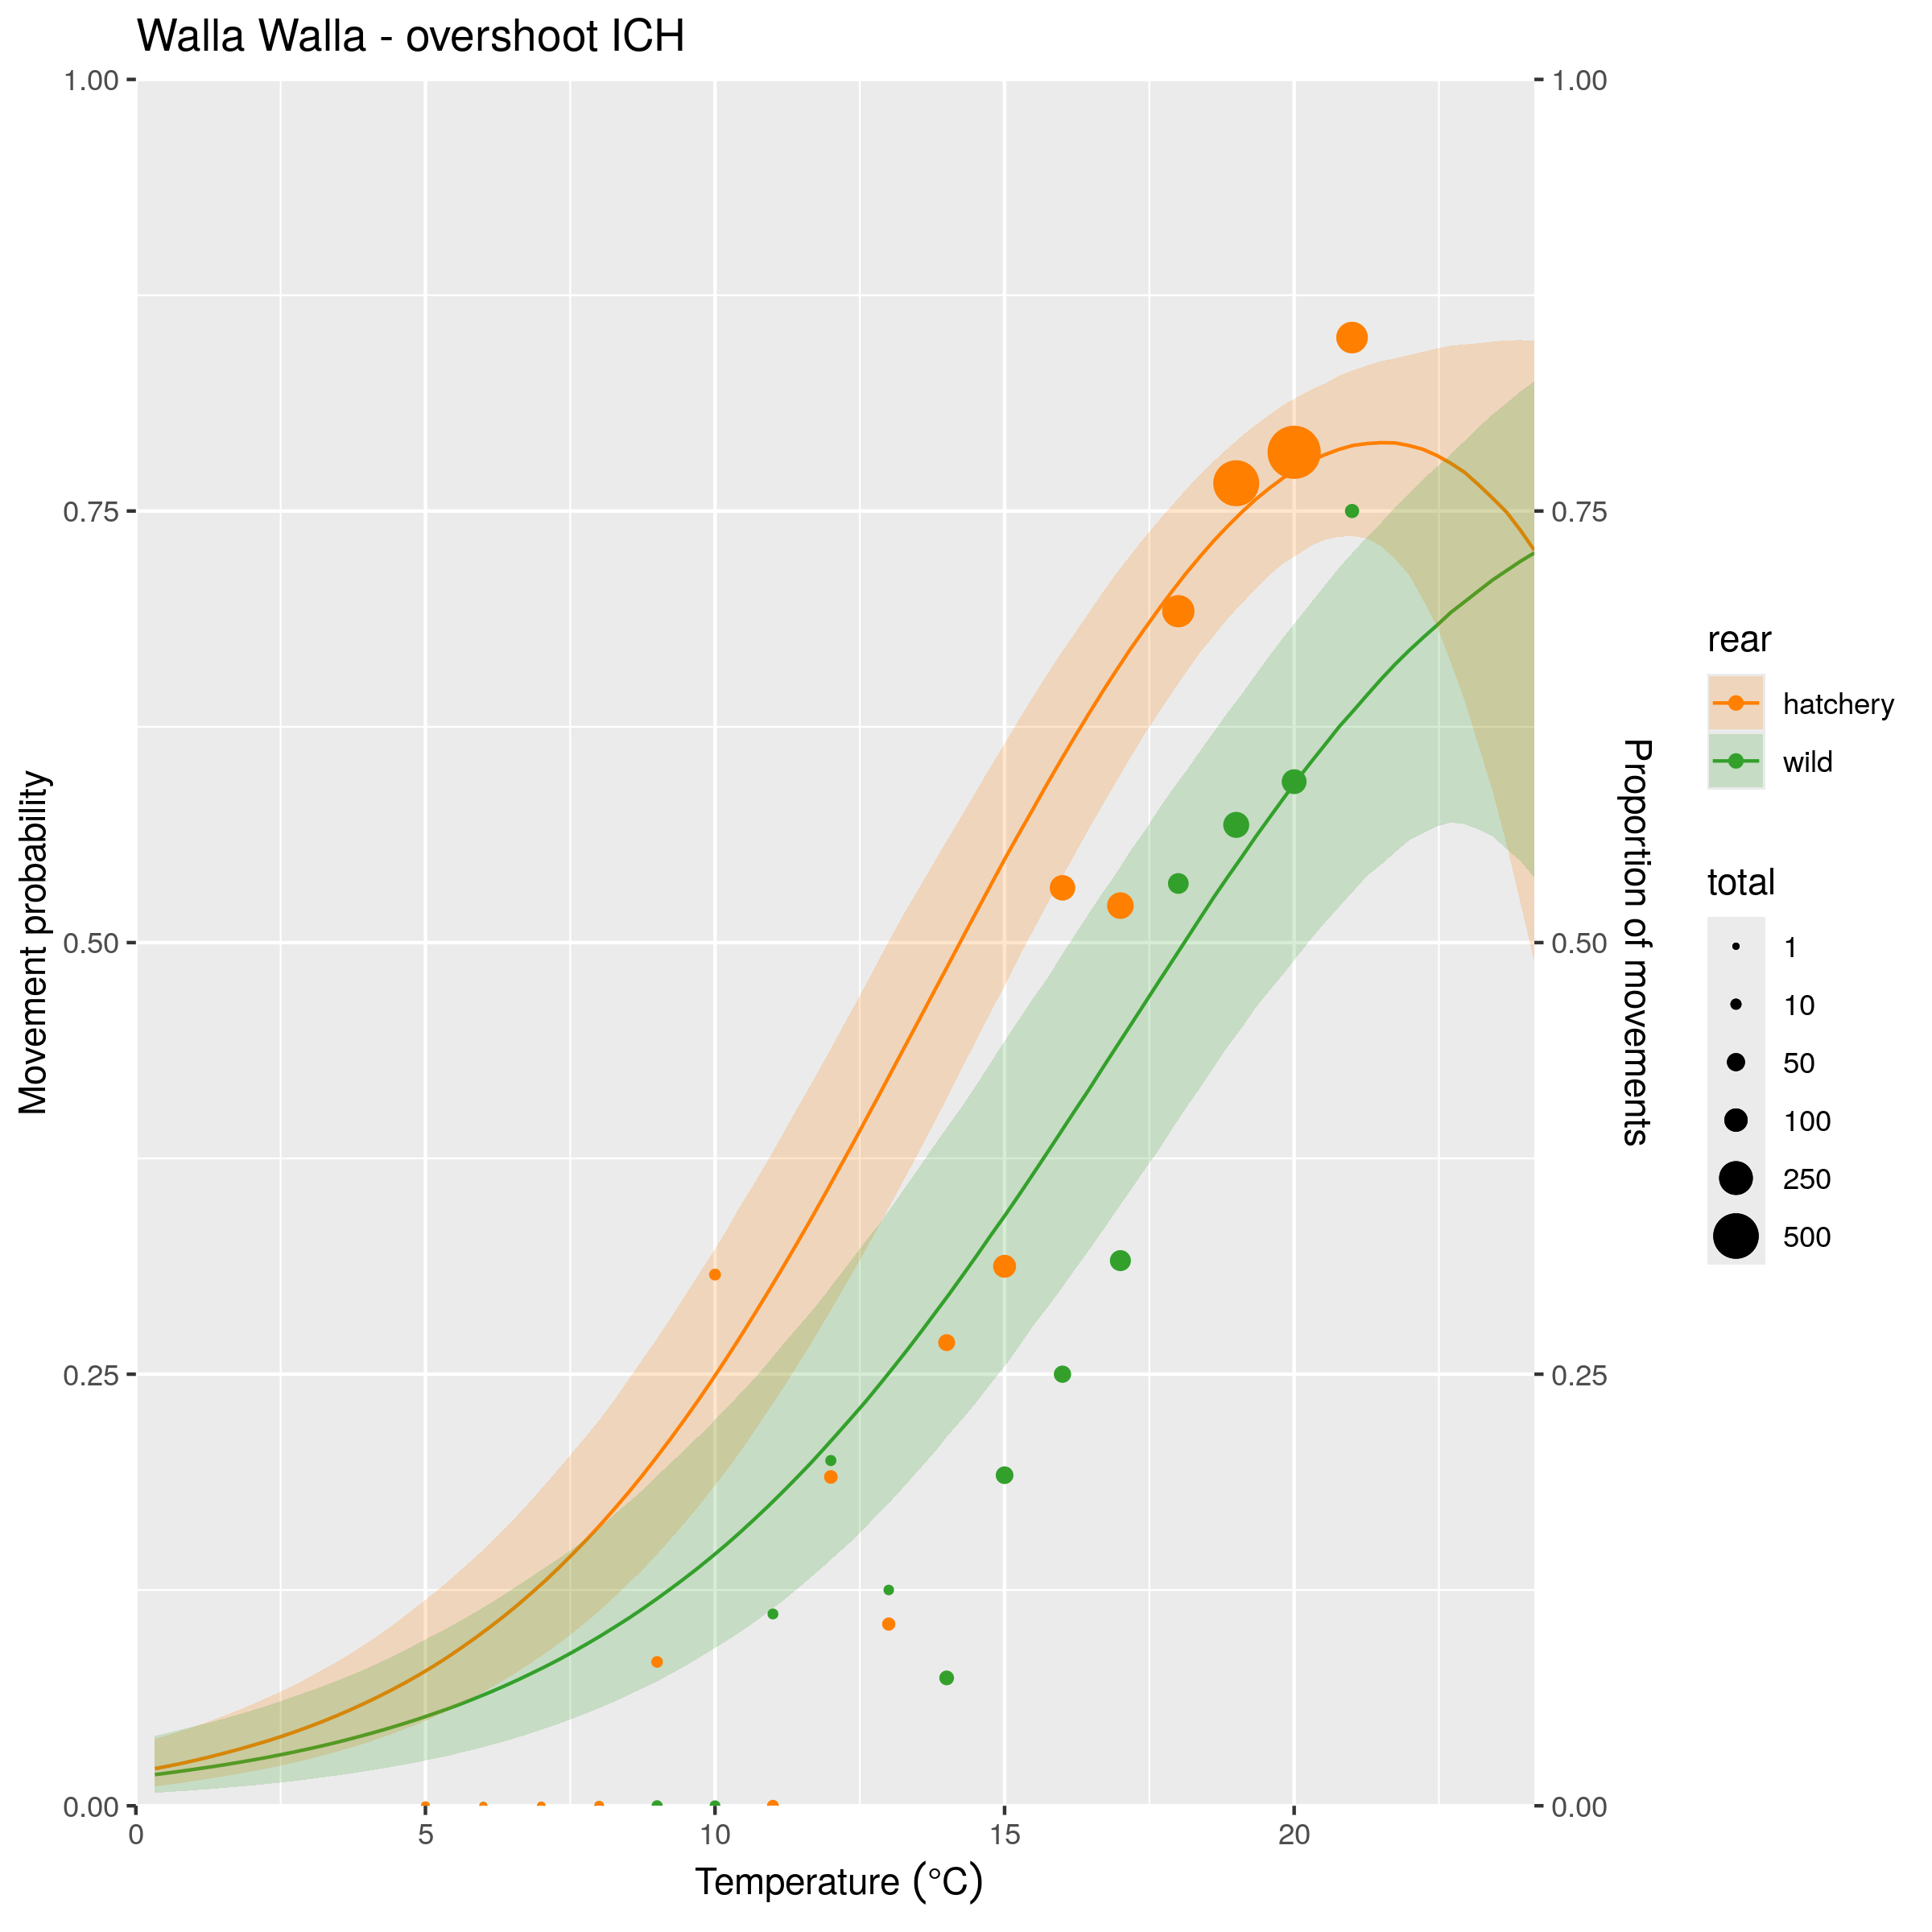 Walla Walla - overshoot ICH
Movement probability
1.00
0.75
0.50
0.25
0.00
0 5 10 15 20
Temperature (°C)
1.00
0.75
0.50
0.25
0.00
Proportion of movements
rear
hatchery
wild
total
1
10
50
100
250
500